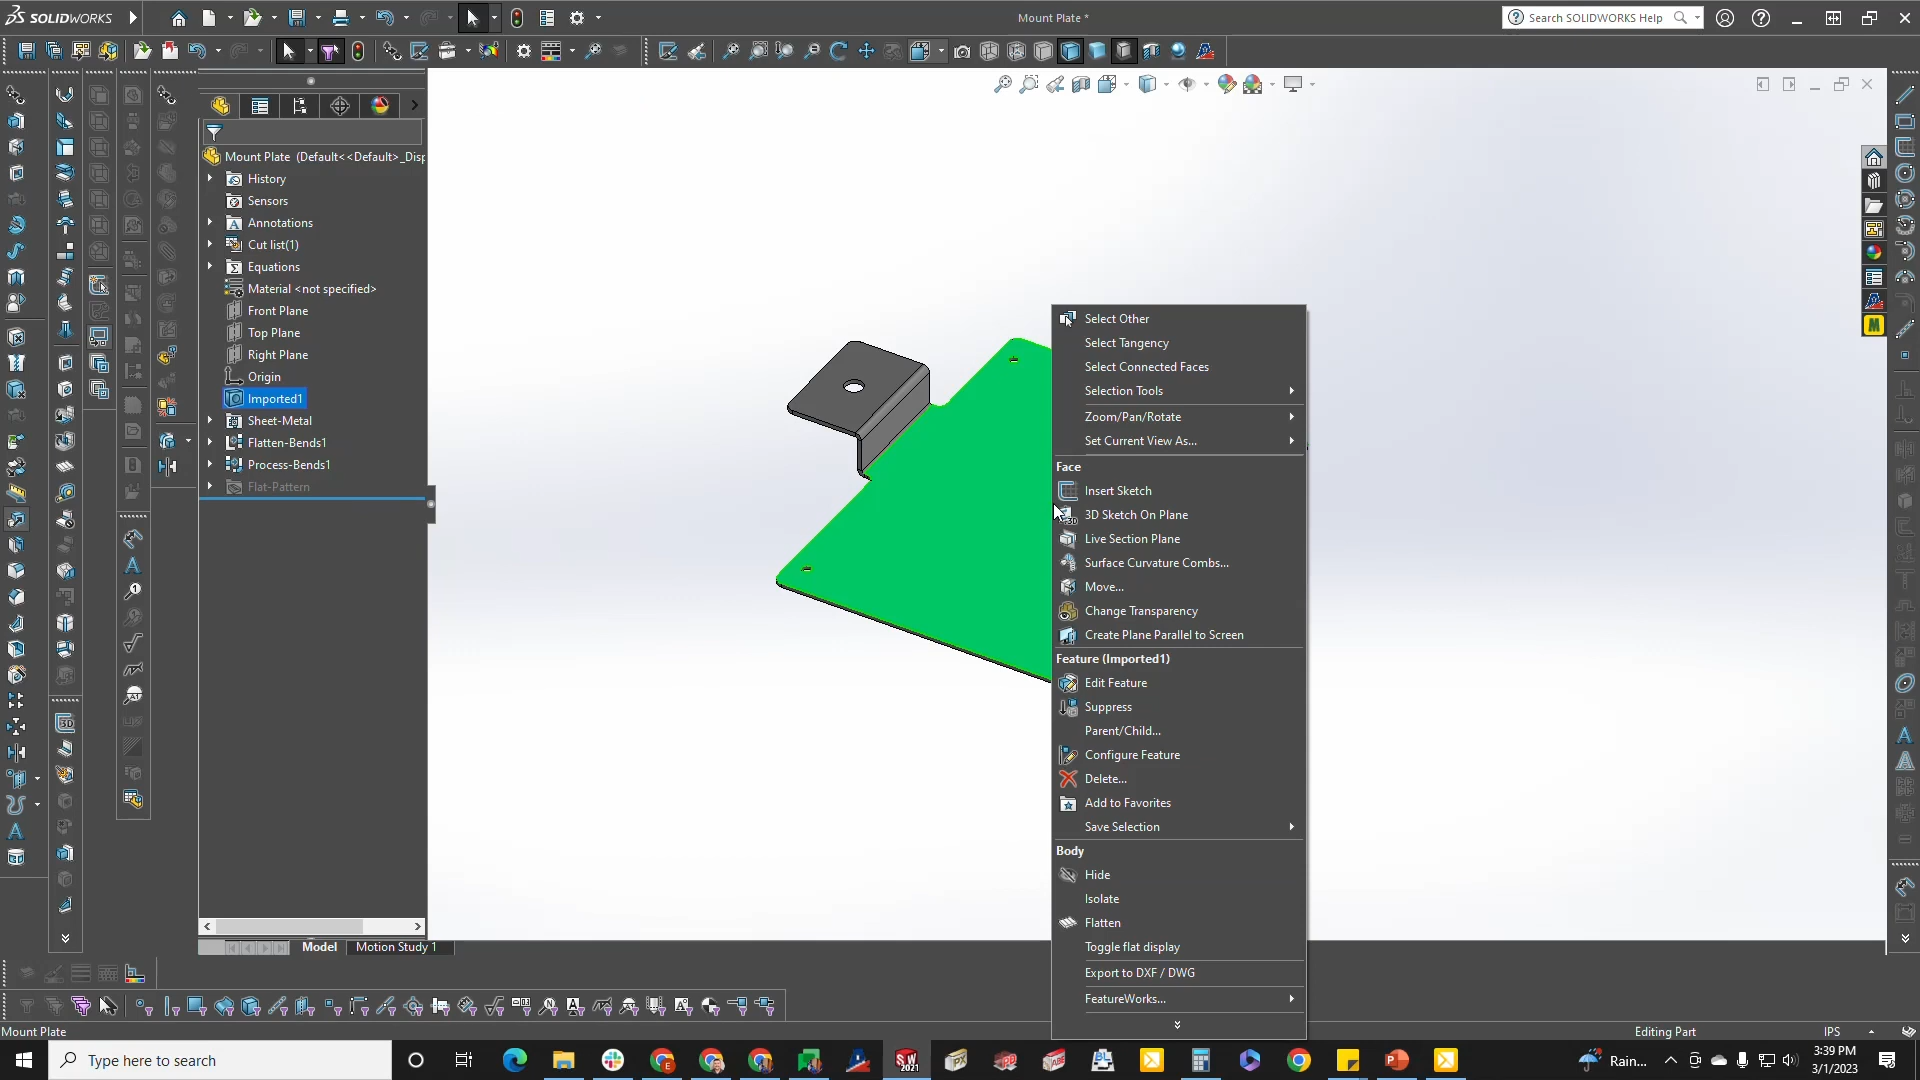 SOLIDWORKS
Mount Plate *
Search SOLIDWORKS Help
Mount Plate (Default<<Default>_Disp
History
Sensors
Annotations
Cut list(1)
Equations
Material <not specified>
Front Plane
Top Plane
Right Plane
Origin
Imported1
Sheet-Metal
Flatten-Bends1
Process-Bends1
Flat-Pattern
Select Other
Select Tangency
Select Connected Faces
Selection Tools
Zoom/Pan/Rotate
Set Current View As...
Face
Insert Sketch
3D Sketch On Plane
Live Section Plane
Surface Curvature Combs...
Move...
Change Transparency
Create Plane Parallel to Screen
Feature (Imported1)
Edit Feature
Suppress
Parent/Child...
Configure Feature
Delete...
Add to Favorites
Save Selection
Body
Hide
Isolate
Flatten
Toggle flat display
Export to DXF / DWG
FeatureWorks...
Model
Motion Study 1
Mount Plate
Editing Part
IPS
Type here to search
Rain...
3:39 PM
3/1/2023